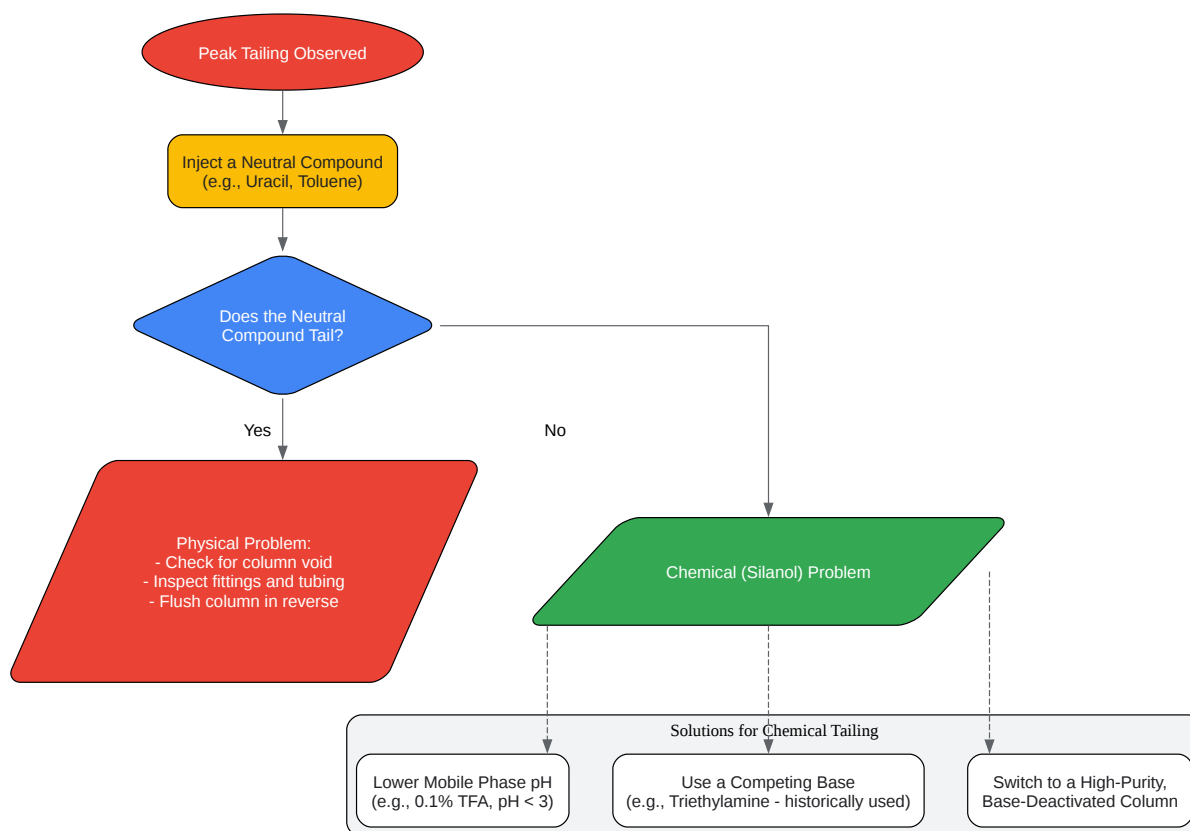 Peak Tailing Observed
Inject a Neutral Compound
(e.g., Uracil, Toluene)
Does the Neutral
Compound Tail?
Yes
No
Physical Problem:
- Check for column void
- Inspect fittings and tubing
- Flush column in reverse
Chemical (Silanol) Problem
Solutions for Chemical Tailing
Lower Mobile Phase pH
(e.g., 0.1% TFA, pH < 3)
Use a Competing Base
(e.g., Triethylamine - historically used)
Switch to a High-Purity,
Base-Deactivated Column